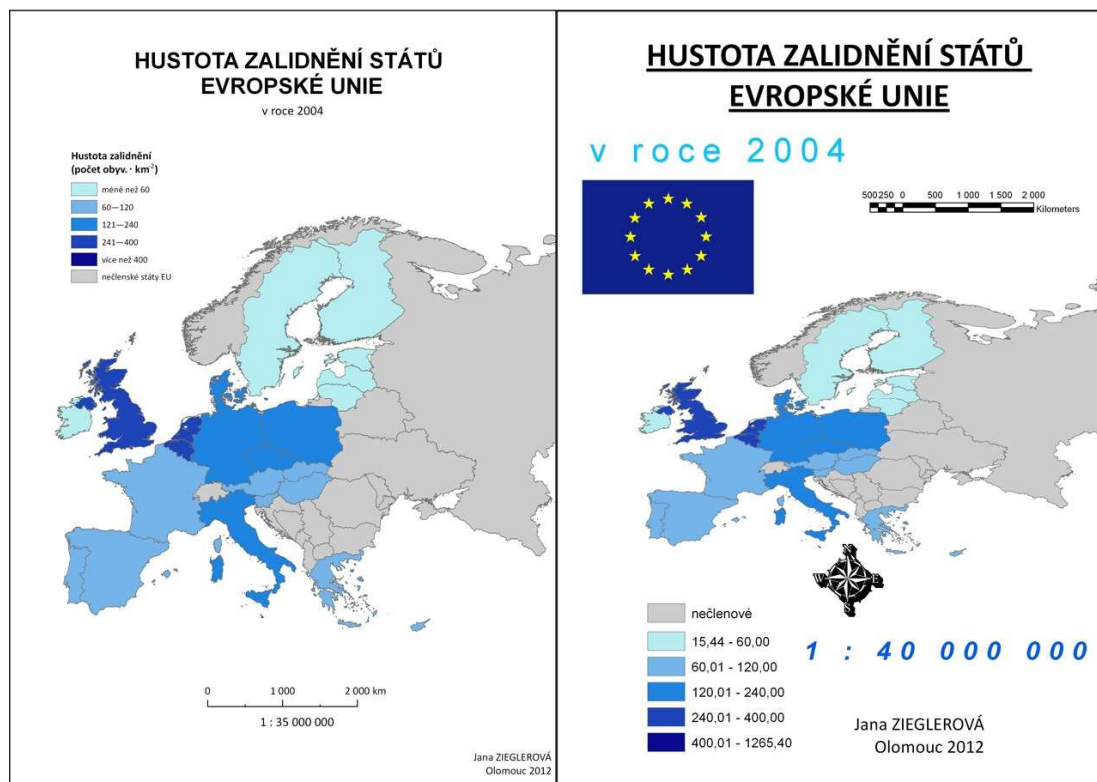 HUSTOTA ZALIDNĚNÍ STÁTŮ
EVROPSKÉ UNIE
v roce 2004
Hustota zalidnění
(počet obyv. · km⁻²)
méně než 60
60—120
121—240
241—400
více než 400
nečlenské státy EU
0 1 000 2 000 km
1 : 35 000 000
Jana ZIEGLEROVÁ
Olomouc 2012
HUSTOTA ZALIDNĚNÍ STÁTŮ
EVROPSKÉ UNIE
v roce 2004
500 250 0 500 1 000 1 500 2 000
Kilometers
N
W E
S
nečlenové
15,44 - 60,00
60,01 - 120,00
120,01 - 240,00
240,01 - 400,00
400,01 - 1265,40
1 : 40 000 000
Jana ZIEGLEROVÁ
Olomouc 2012